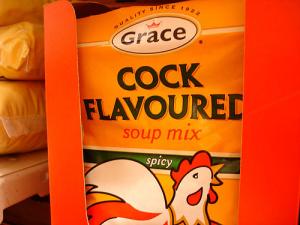 QUALITY SINCE 1922
Grace
COCK
FLAVOURED
soup mix
spicy